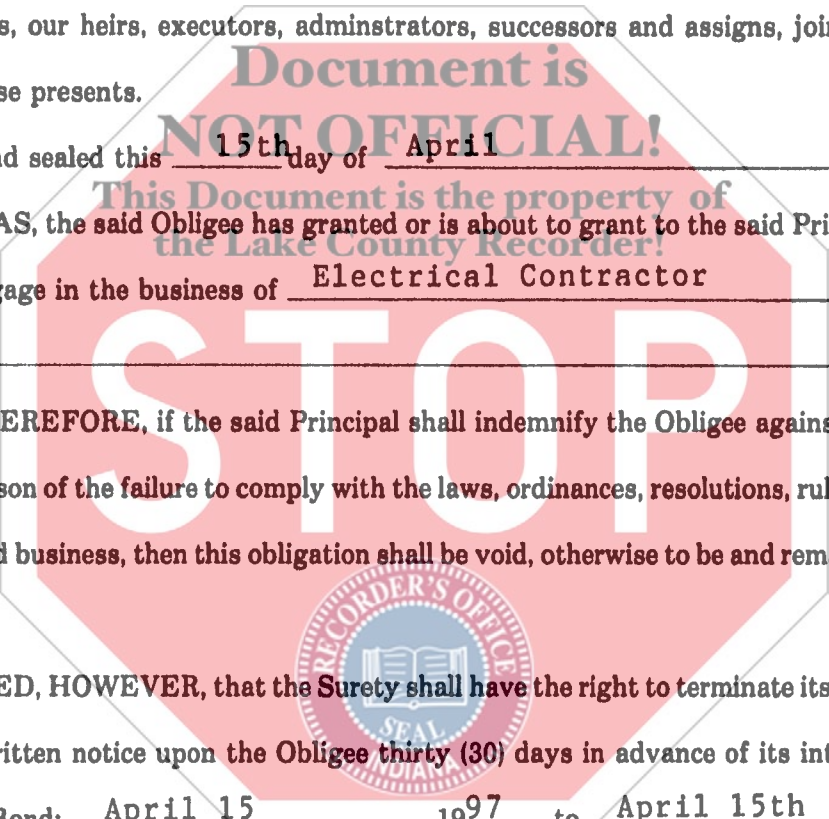 s, our heirs, executors, adminstrators, successors and assigns, join
Document is
se presents.
NOT OFFICIAL!
d sealed this 15th day of April
This Document is the property of
AS, the said Obligee has granted or is about to grant to the said Pri
the Lake County Recorder!
gage in the business of Electrical Contractor
STOP
EREFORE, if the said Principal shall indemnify the Obligee agains
son of the failure to comply with the laws, ordinances, resolutions, rul
d business, then this obligation shall be void, otherwise to be and rem
RECORDER'S OFFICE
ED, HOWEVER, that the Surety shall have the right to terminate its
SEAL
ritten notice upon the Obligee thirty (30) days in advance of its int
INDIANA
Bond: April 15 1997 to April 15th